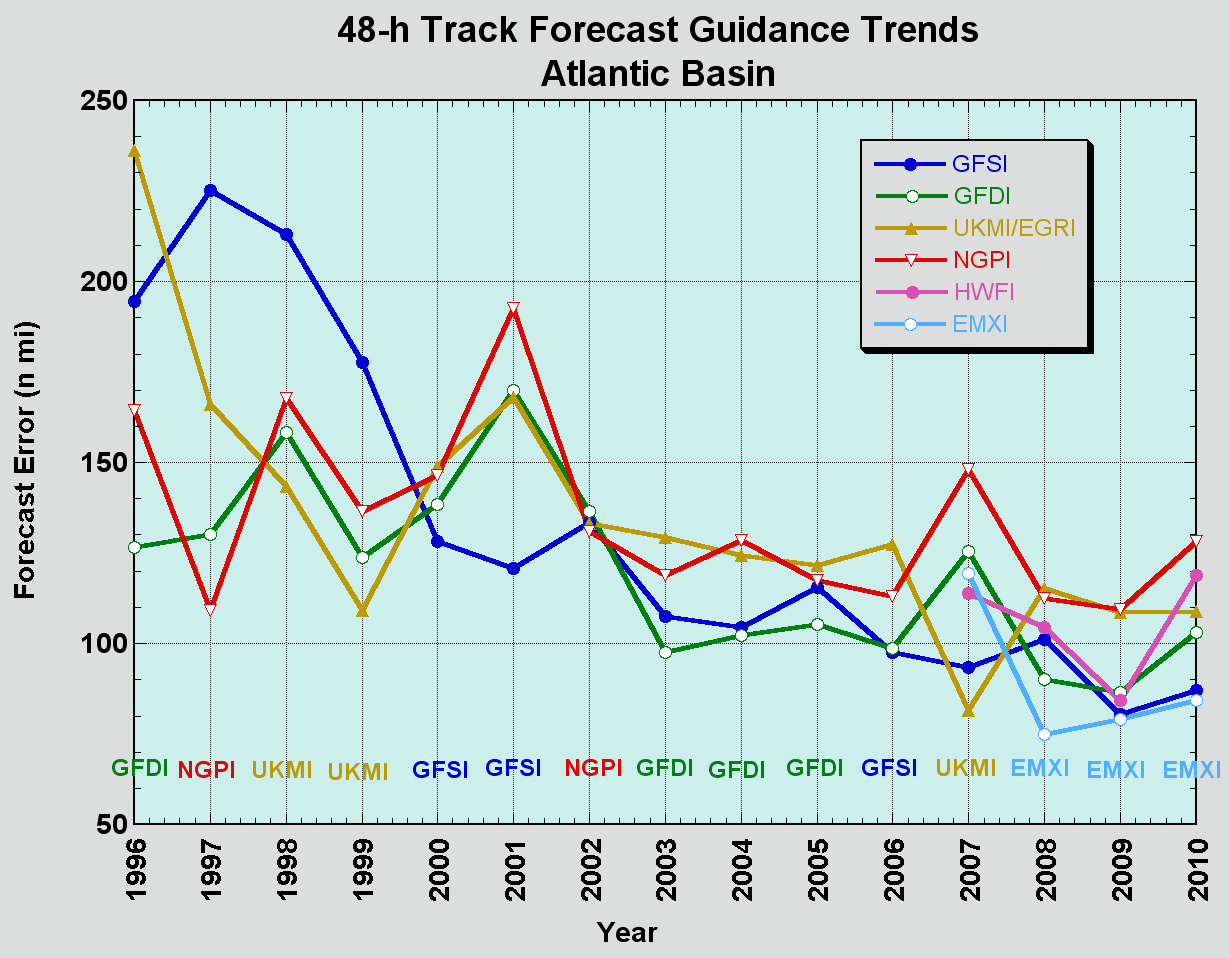 48-h Track Forecast Guidance Trends
Atlantic Basin
250
200
150
100
50
Forecast Error (n mi)
GFSI
GFDI
UKMI/EGRI
NGPI
HWFI
EMXI
GFDI NGPI UKMI UKMI GFSI GFSI NGPI GFDI GFDI GFDI GFSI UKMI EMXI EMXI EMXI
1996 1997 1998 1999 2000 2001 2002 2003 2004 2005 2006 2007 2008 2009 2010
Year